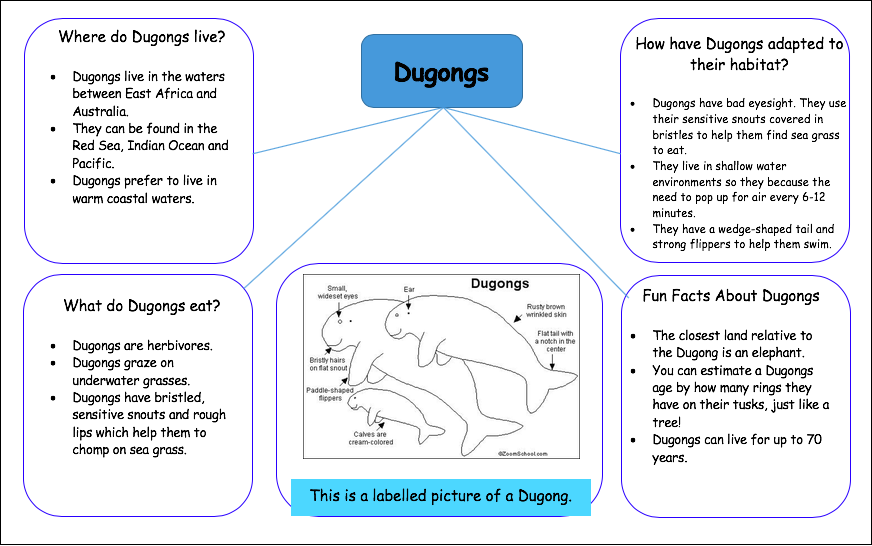 Dugongs
Where do Dugongs live?
• Dugongs live in the waters
between East Africa and
Australia.
• They can be found in the
Red Sea, Indian Ocean and
Pacific.
• Dugongs prefer to live in
warm coastal waters.
How have Dugongs adapted to
their habitat?
• Dugongs have bad eyesight. They use
their sensitive snouts covered in
bristles to help them find sea grass
to eat.
• They live in shallow water
environments so they because the
need to pop up for air every 6-12
minutes.
• They have a wedge-shaped tail and
strong flippers to help them swim.
What do Dugongs eat?
• Dugongs are herbivores.
• Dugongs graze on
underwater grasses.
• Dugongs have bristled,
sensitive snouts and rough
lips which help them to
chomp on sea grass.
Dugongs
Small,
wideset eyes
Ear
Rusty brown
wrinkled skin
Flat tail with
a notch in the
center
Bristly hairs
on flat snout
Paddle-shaped
flippers
Calves are
cream-colored
©ZoomSchool.com
This is a labelled picture of a Dugong.
Fun Facts About Dugongs
• The closest land relative to
the Dugong is an elephant.
• You can estimate a Dugongs
age by how many rings they
have on their tusks, just like a
tree!
• Dugongs can live for up to 70
years.